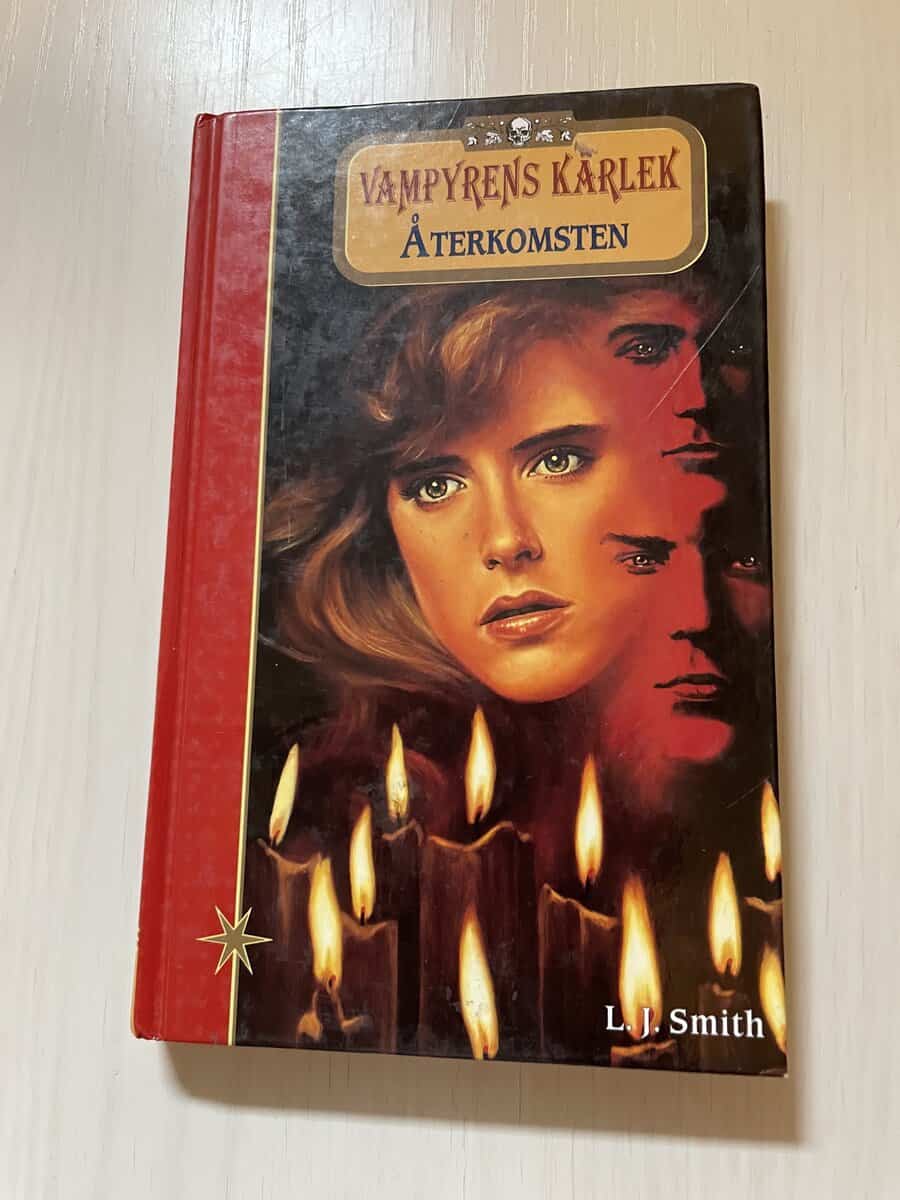 VAMPYRENS KÄRLEK
ÅTERKOMSTEN
L. J. Smith